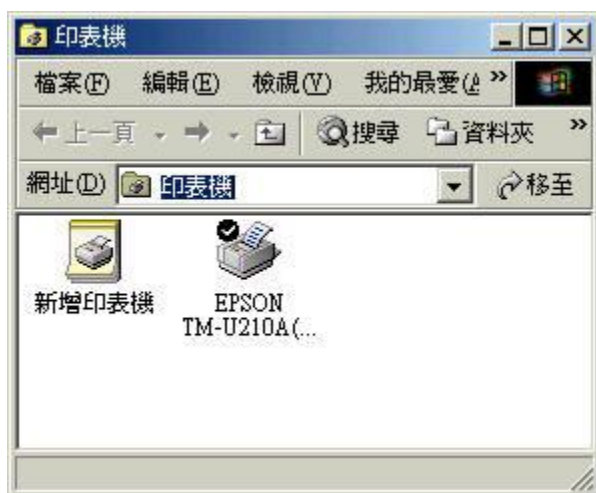 印表機
檔案(F) 編輯(E) 檢視(V) 我的最愛(A »
上一頁 搜尋 資料夾 »
網址(D) 印表機 移至
新增印表機
EPSON
TM-U210A(...